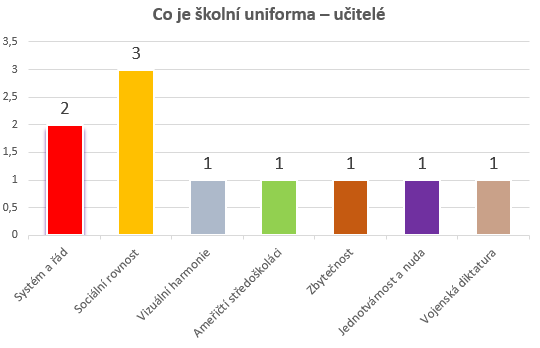 Co je školní uniforma – učitelé
3,5
3
2,5
2
1,5
1
0,5
0
2
3
1
1
1
1
1
Systém a řád
Sociální rovnost
Vizuální harmonie
Američtí středoškoláci
Zbytečnost
Jednotvárnost a nuda
Vojenská diktatura